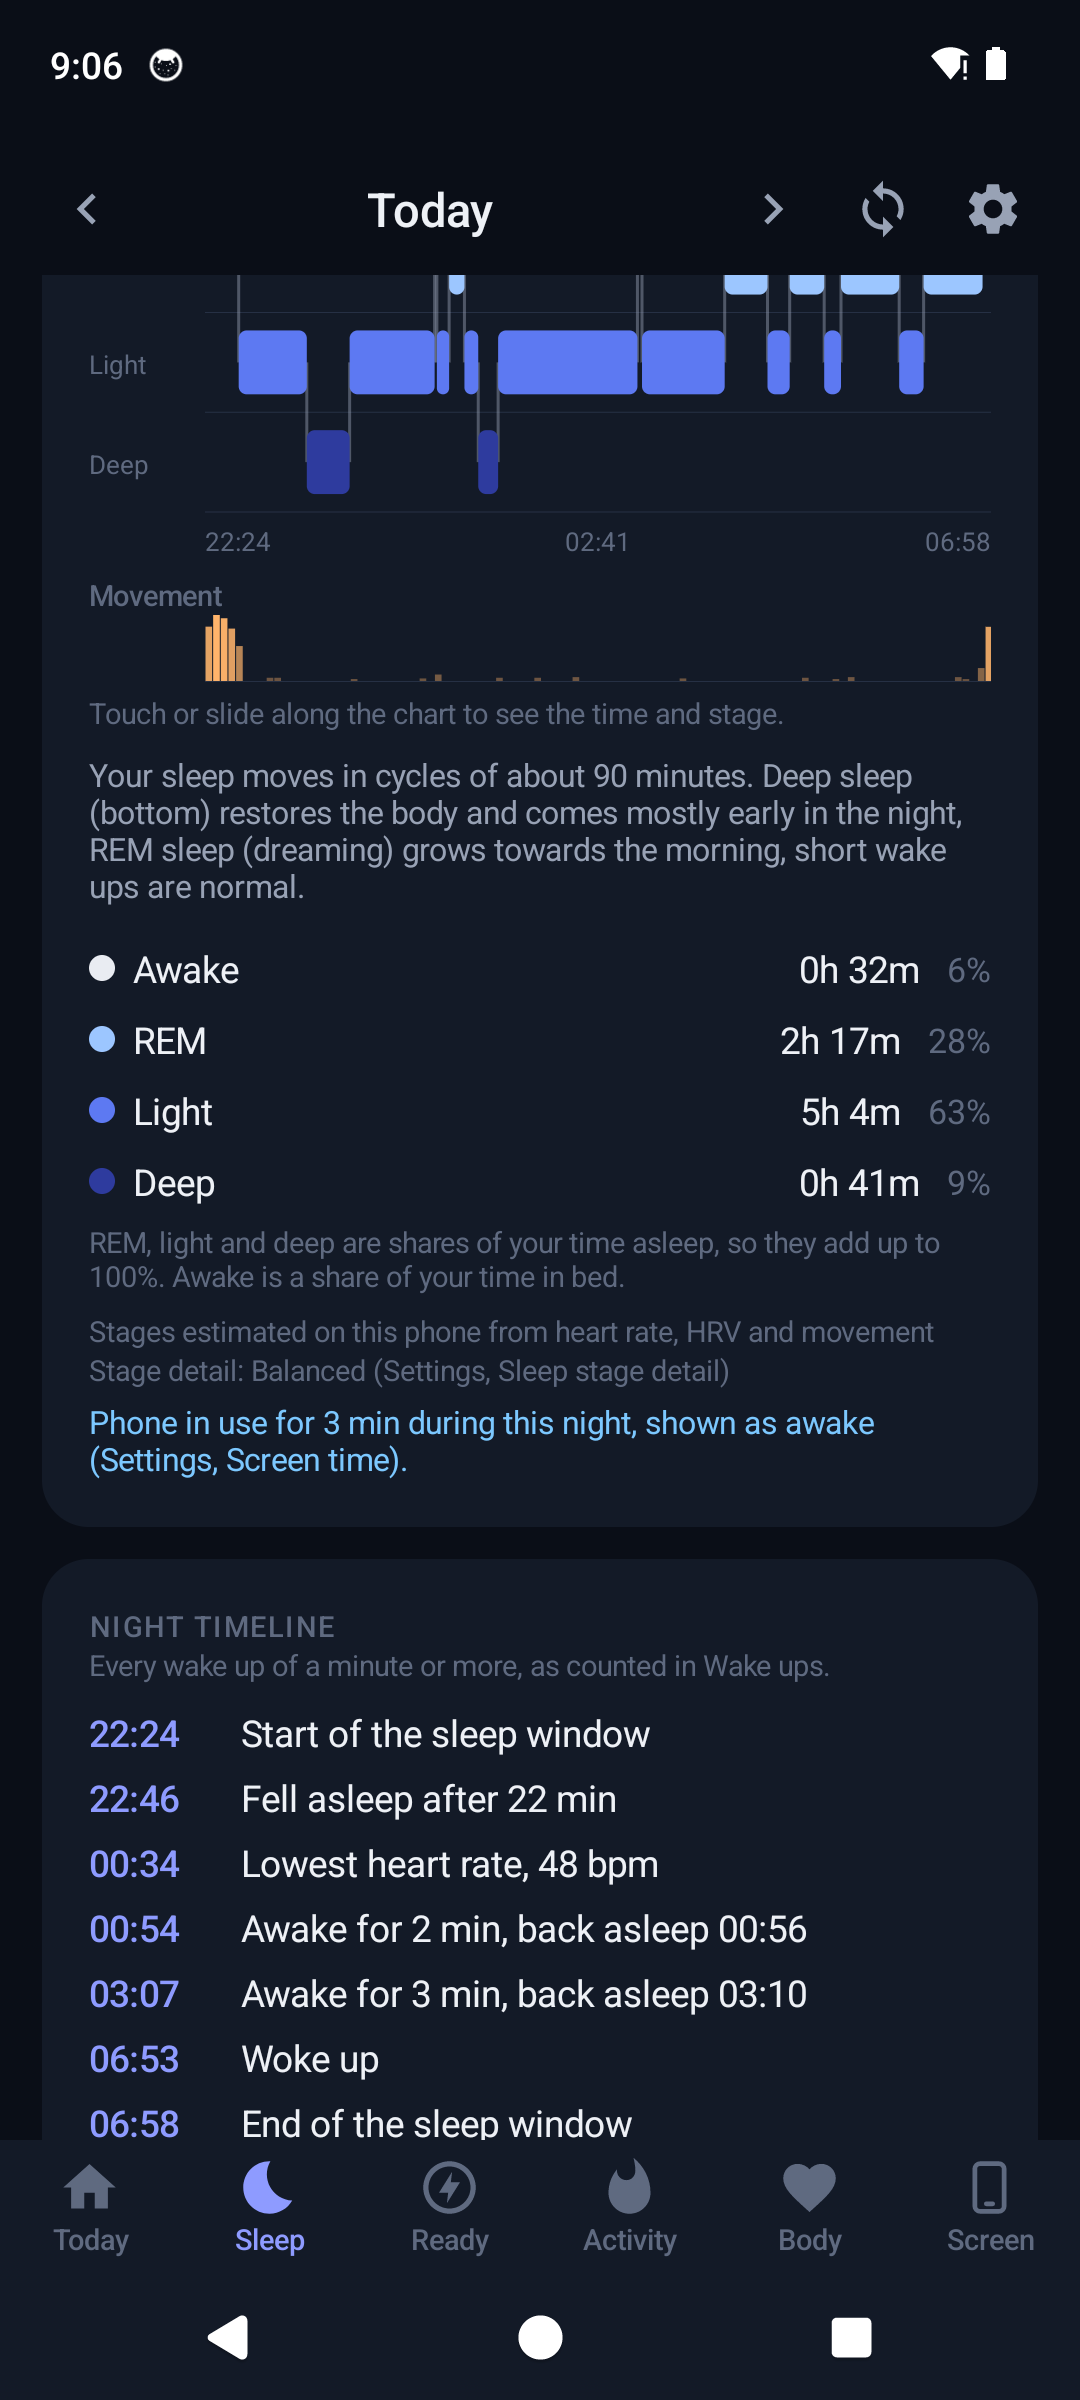 9:06
Today
Light
Deep
22:24 02:41 06:58
Movement
Touch or slide along the chart to see the time and stage.
Your sleep moves in cycles of about 90 minutes. Deep sleep
(bottom) restores the body and comes mostly early in the night,
REM sleep (dreaming) grows towards the morning, short wake
ups are normal.
Awake 0h 32m 6%
REM 2h 17m 28%
Light 5h 4m 63%
Deep 0h 41m 9%
REM, light and deep are shares of your time asleep, so they add up to
100%. Awake is a share of your time in bed.
Stages estimated on this phone from heart rate, HRV and movement
Stage detail: Balanced (Settings, Sleep stage detail)
Phone in use for 3 min during this night, shown as awake
(Settings, Screen time).
NIGHT TIMELINE
Every wake up of a minute or more, as counted in Wake ups.
22:24 Start of the sleep window
22:46 Fell asleep after 22 min
00:34 Lowest heart rate, 48 bpm
00:54 Awake for 2 min, back asleep 00:56
03:07 Awake for 3 min, back asleep 03:10
06:53 Woke up
06:58 End of the sleep window
Today Sleep Ready Activity Body Screen